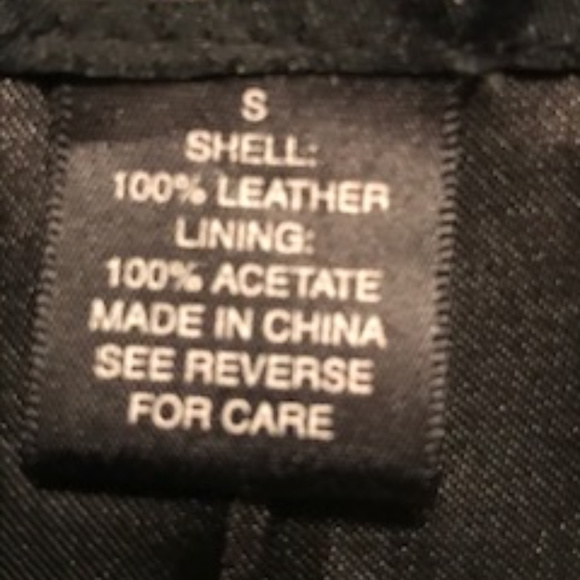 S
SHELL:
100% LEATHER
LINING:
100% ACETATE
MADE IN CHINA
SEE REVERSE
FOR CARE